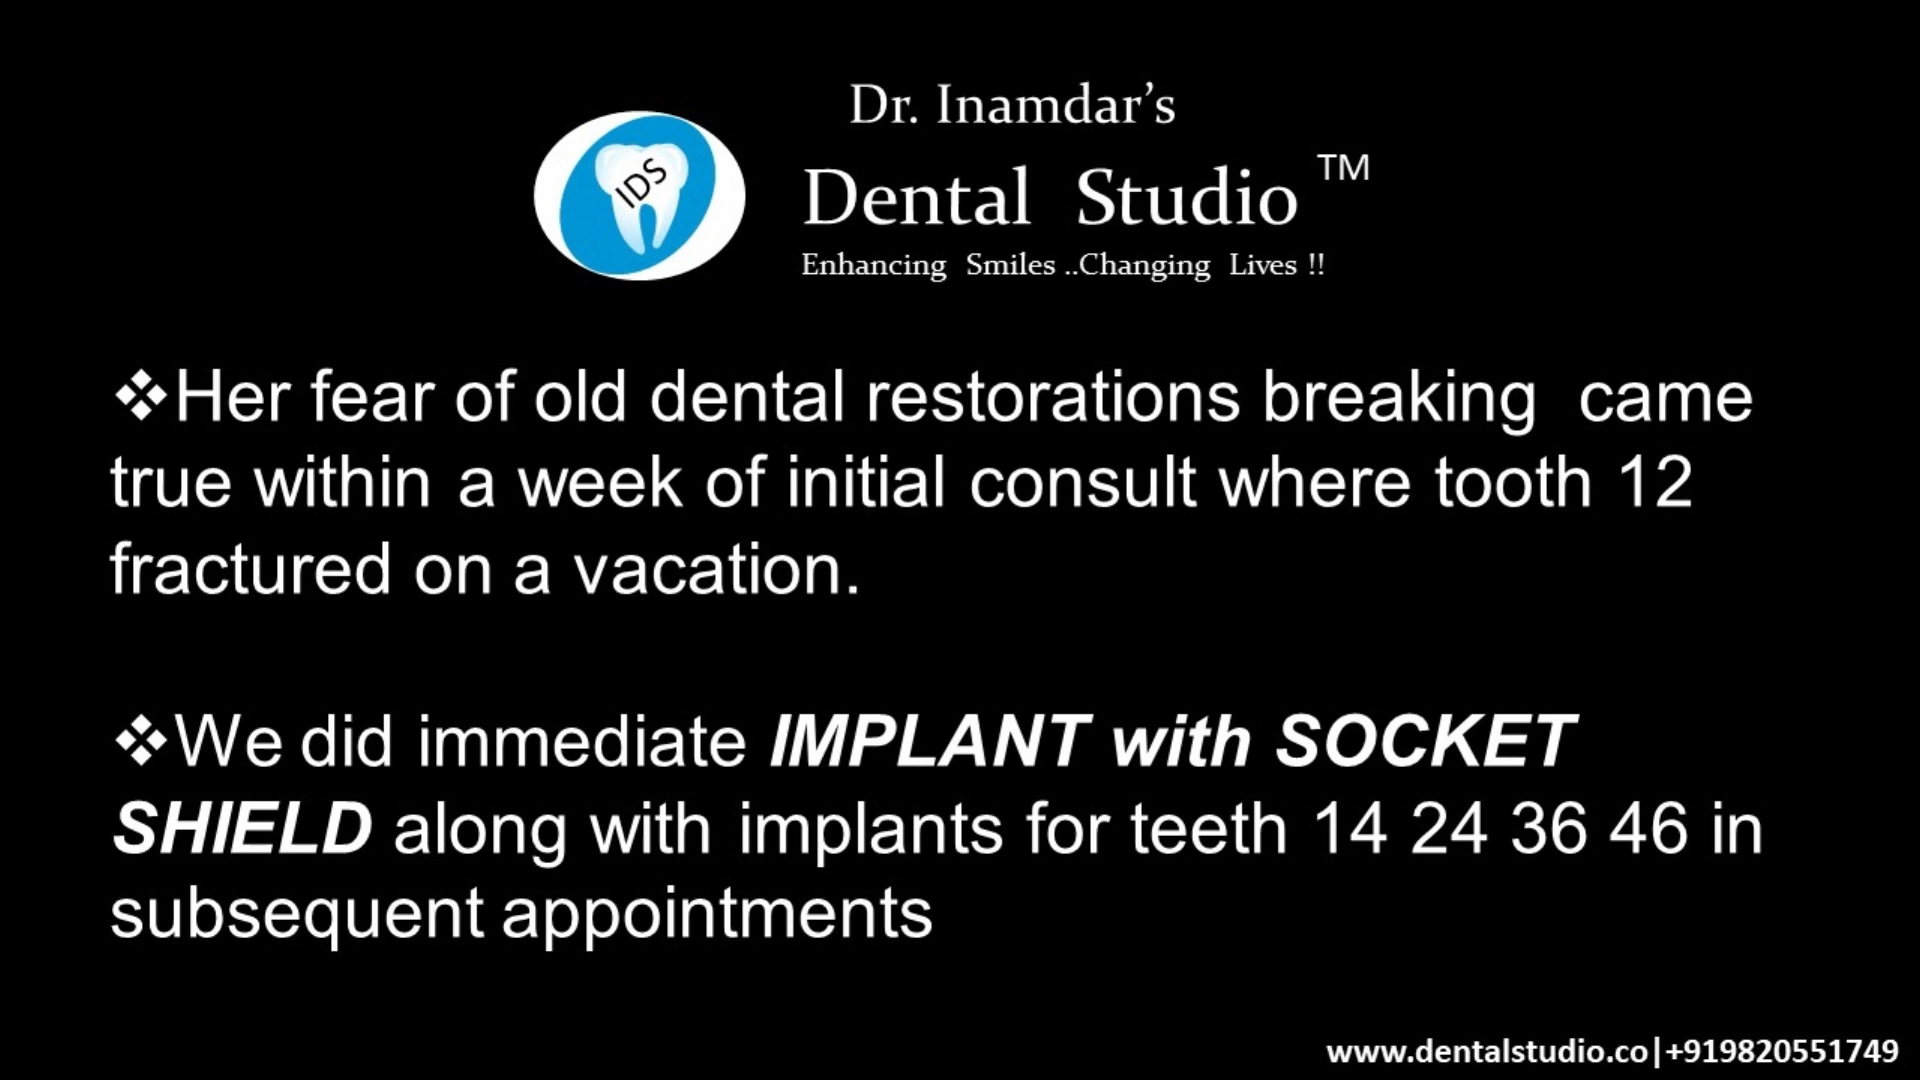 Dr. Inamdar’s
IDS
Dental Studio TM
Enhancing Smiles ..Changing Lives !!
❖Her fear of old dental restorations breaking came
true within a week of initial consult where tooth 12
fractured on a vacation.
❖We did immediate IMPLANT with SOCKET
SHIELD along with implants for teeth 14 24 36 46 in
subsequent appointments
www.dentalstudio.co|+919820551749